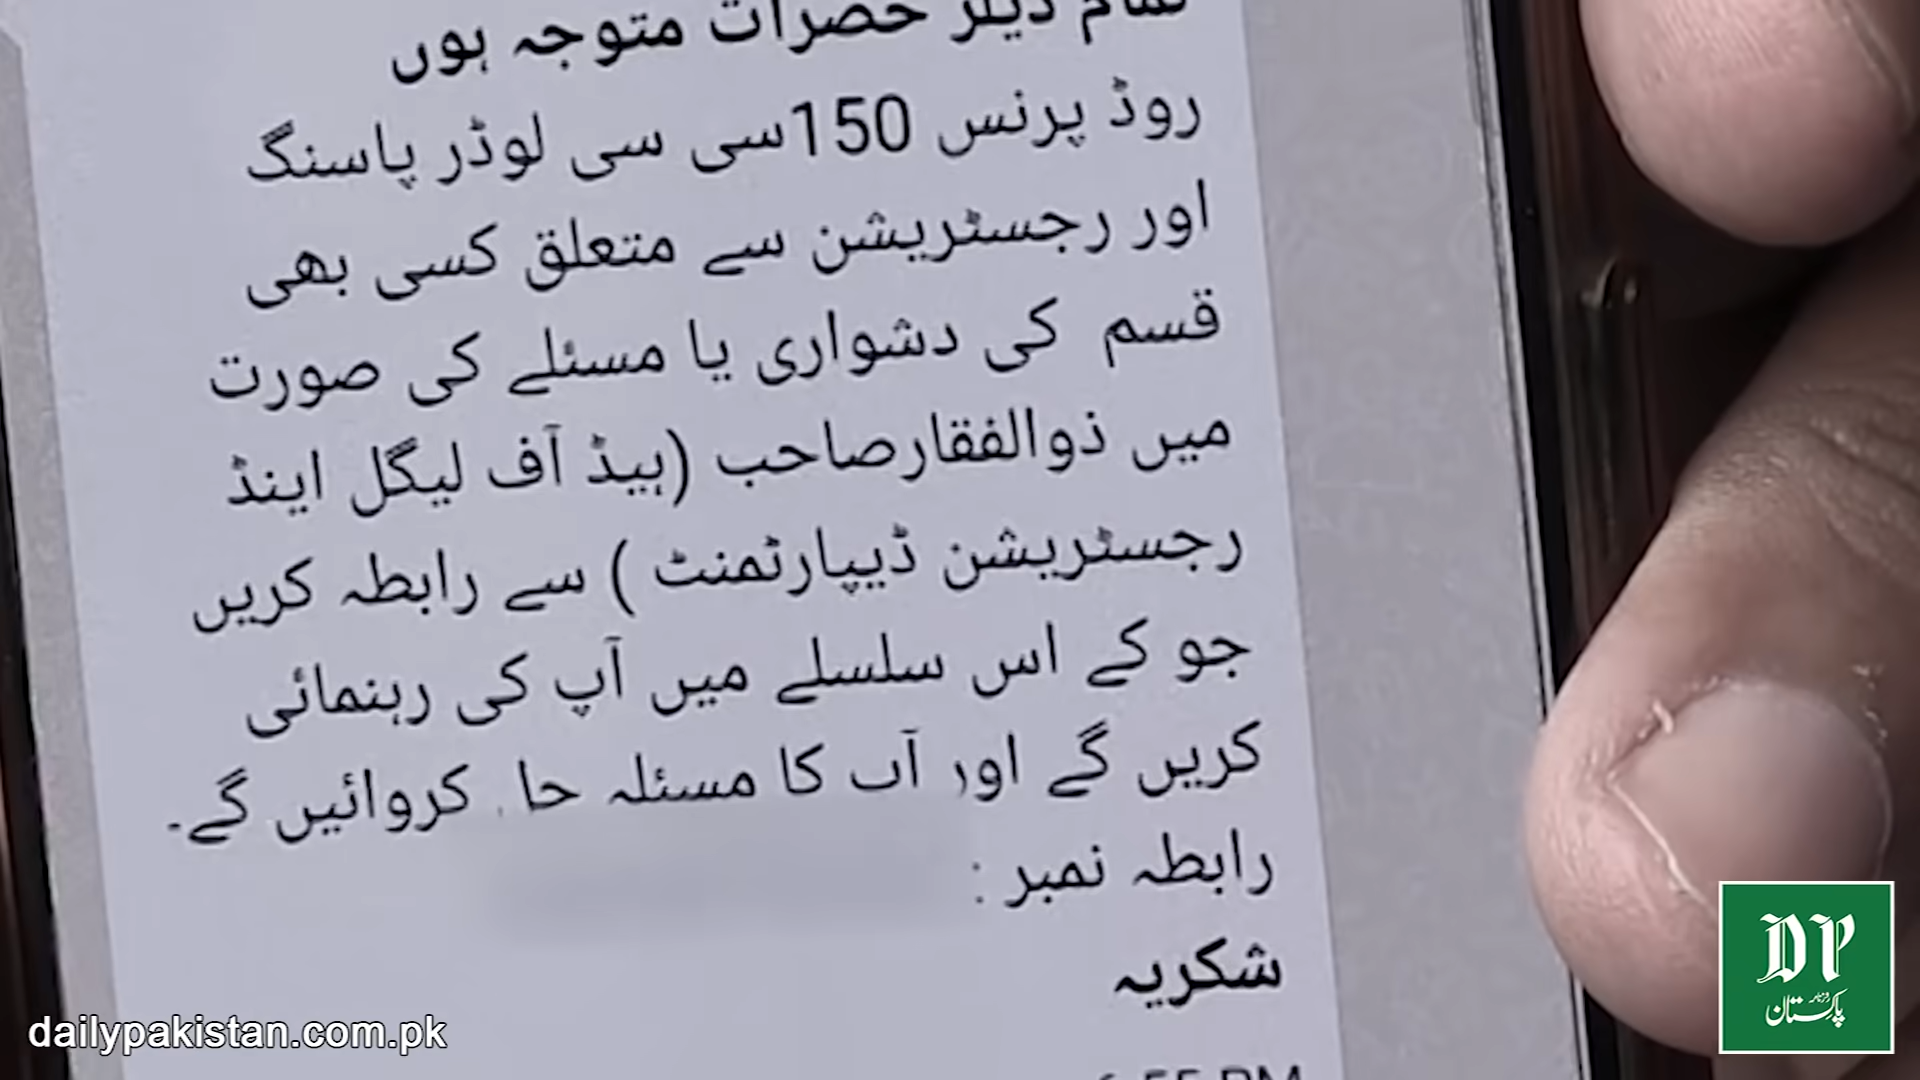 تمام ڈیلر حضرات متوجہ ہوں
روڈ پرنس 150سی سی لوڈر پاسنگ
اور رجسٹریشن سے متعلق کسی بھی
قسم کی دشواری یا مسئلے کی صورت
میں ذوالفقارصاحب (ہیڈ آف لیگل اینڈ
رجسٹریشن ڈیپارٹمنٹ ) سے رابطہ کریں
جو کے اس سلسلے میں آپ کی رہنمائی
کریں گے اور آپ کا مسئلہ حل کروائیں گے۔
رابطہ نمبر :
شکریہ
dailypakistan.com.pk
DP
روزنامہ پاکستان